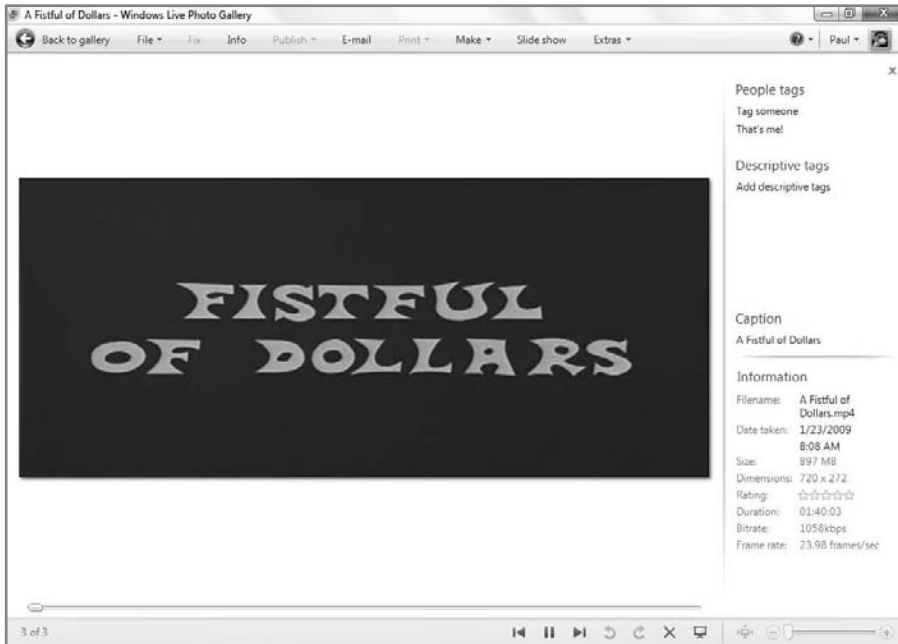 A Fistful of Dollars - Windows Live Photo Gallery
Back to gallery File Fix Info Publish E-mail Print Make Slide show Extras Paul
People tags
Tag someone
That's me!
Descriptive tags
Add descriptive tags
FISTFUL
OF DOLLARS
Caption
A Fistful of Dollars
Information
Filename: A Fistful of
Dollars.mp4
Date taken: 1/23/2009
8:08 AM
Size: 897 MB
Dimensions: 720 x 272
Rating:
Duration: 01:40:03
Bitrate: 1058kbps
Frame rate: 23.98 frames/sec
3 of 3